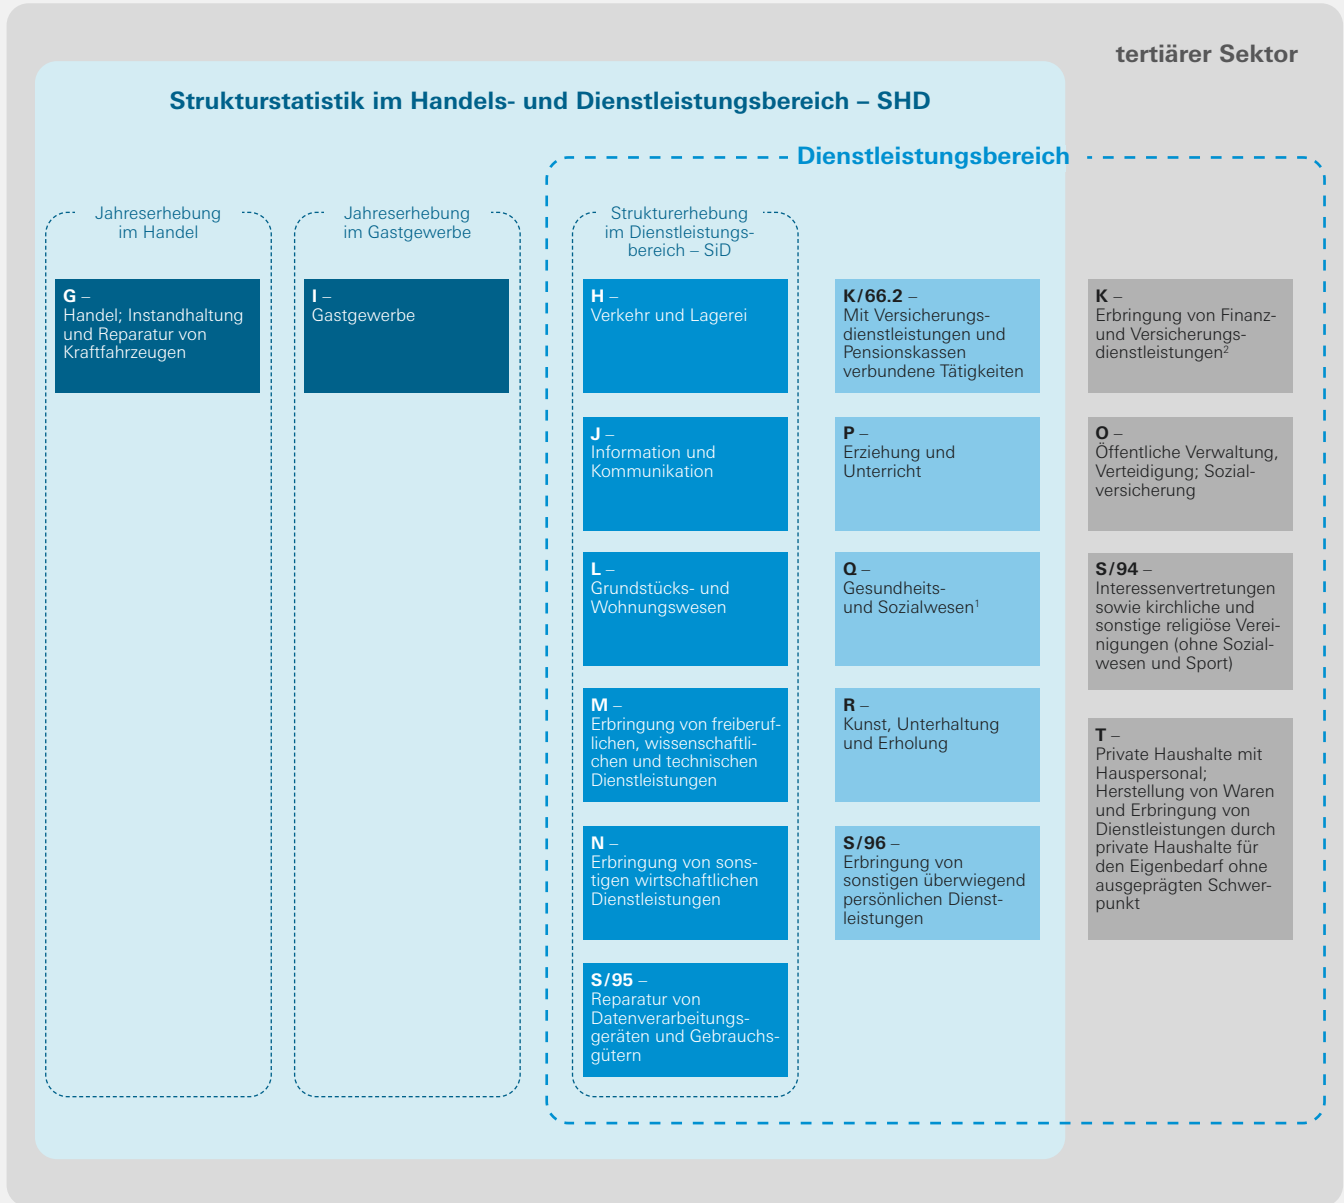 tertiärer Sektor
Strukturstatistik im Handels- und Dienstleistungsbereich – SHD
Dienstleistungsbereich
Jahreserhebung
im Handel
G –
Handel; Instandhaltung
und Reparatur von
Kraftfahrzeugen
Jahreserhebung
im Gastgewerbe
I –
Gastgewerbe
Strukturerhebung
im Dienstleistungs-
bereich – SiD
H –
Verkehr und Lagerei
J –
Information und
Kommunikation
L –
Grundstücks- und
Wohnungswesen
M –
Erbringung von freiberuf-
lichen, wissenschaftli-
chen und technischen
Dienstleistungen
N –
Erbringung von sons-
tigen wirtschaftlichen
Dienstleistungen
S/95 –
Reparatur von
Datenverarbeitungs-
geräten und Gebrauchs-
gütern
K/66.2 –
Mit Versicherungs-
dienstleistungen und
Pensionskassen
verbundene Tätigkeiten
P –
Erziehung und
Unterricht
Q –
Gesundheits-
und Sozialwesen¹
R –
Kunst, Unterhaltung
und Erholung
S/96 –
Erbringung von
sonstigen überwiegend
persönlichen Dienst-
leistungen
K –
Erbringung von Finanz-
und Versicherungs-
dienstleistungen²
O –
Öffentliche Verwaltung,
Verteidigung; Sozial-
versicherung
S/94 –
Interessenvertretungen
sowie kirchliche und
sonstige religiöse Verei-
nigungen (ohne Sozial-
wesen und Sport)
T –
Private Haushalte mit
Hauspersonal;
Herstellung von Waren
und Erbringung von
Dienstleistungen durch
private Haushalte für
den Eigenbedarf ohne
ausgeprägten Schwer-
punkt